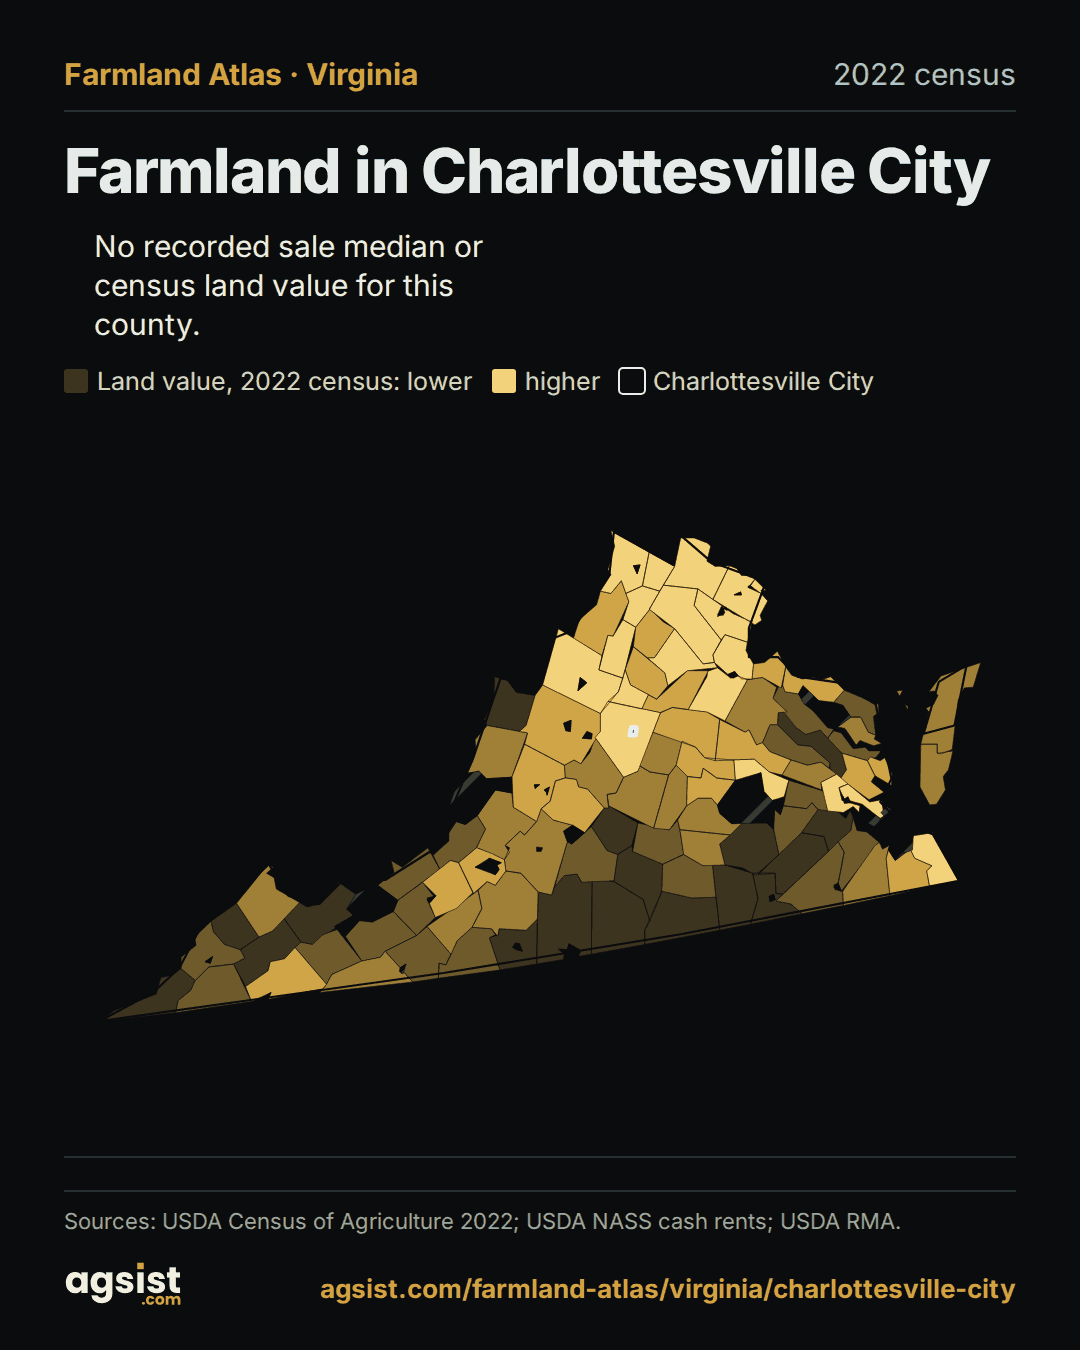 Farmland Atlas · Virginia
2022 census
Farmland in Charlottesville City
No recorded sale median or
census land value for this
county.
Land value, 2022 census: lower
higher
Charlottesville City
Sources: USDA Census of Agriculture 2022; USDA NASS cash rents; USDA RMA.
agsist
.com
agsist.com/farmland-atlas/virginia/charlottesville-city